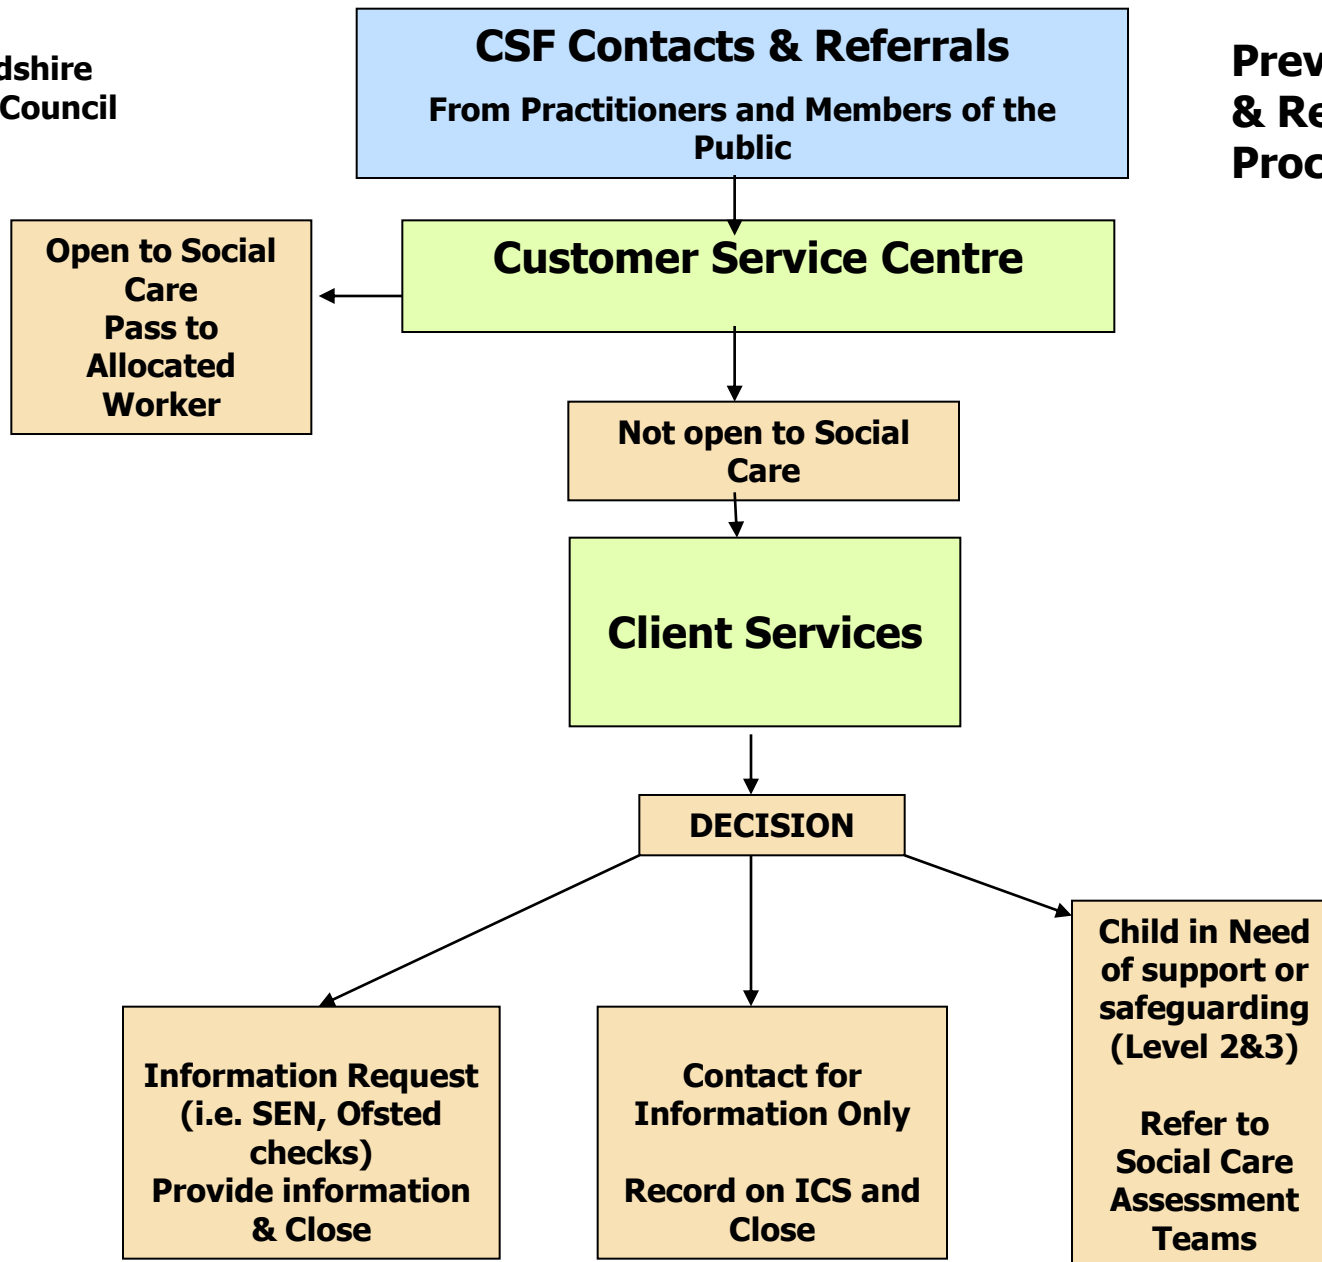 dshire
Council
CSF Contacts & Referrals
From Practitioners and Members of the
Public
Prev
& Re
Proc
Open to Social
Care
Pass to
Allocated
Worker
Customer Service Centre
Not open to Social
Care
Client Services
DECISION
Information Request
(i.e. SEN, Ofsted
checks)
Provide information
& Close
Contact for
Information Only
Record on ICS and
Close
Child in Need
of support or
safeguarding
(Level 2&3)
Refer to
Social Care
Assessment
Teams